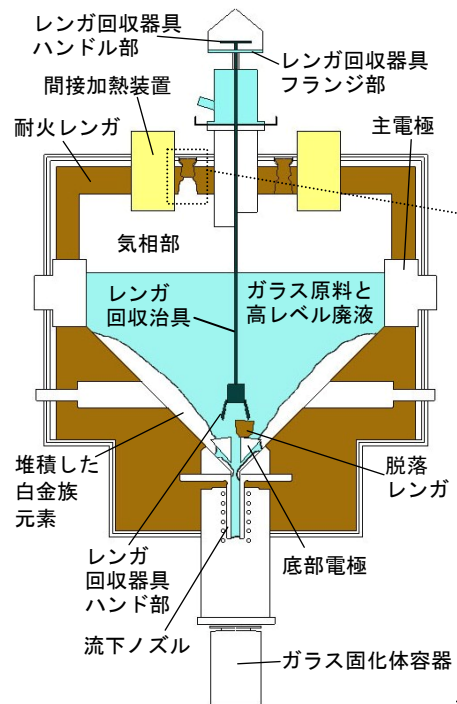 レンガ回収器具
ハンドル部
レンガ回収器具
フランジ部
間接加熱装置
耐火レンガ
主電極
気相部
レンガ
回収治具
ガラス原料と
高レベル廃液
堆積した
白金族
元素
脱落
レンガ
レンガ
回収器具
ハンド部
底部電極
流下ノズル
ガラス固化体容器